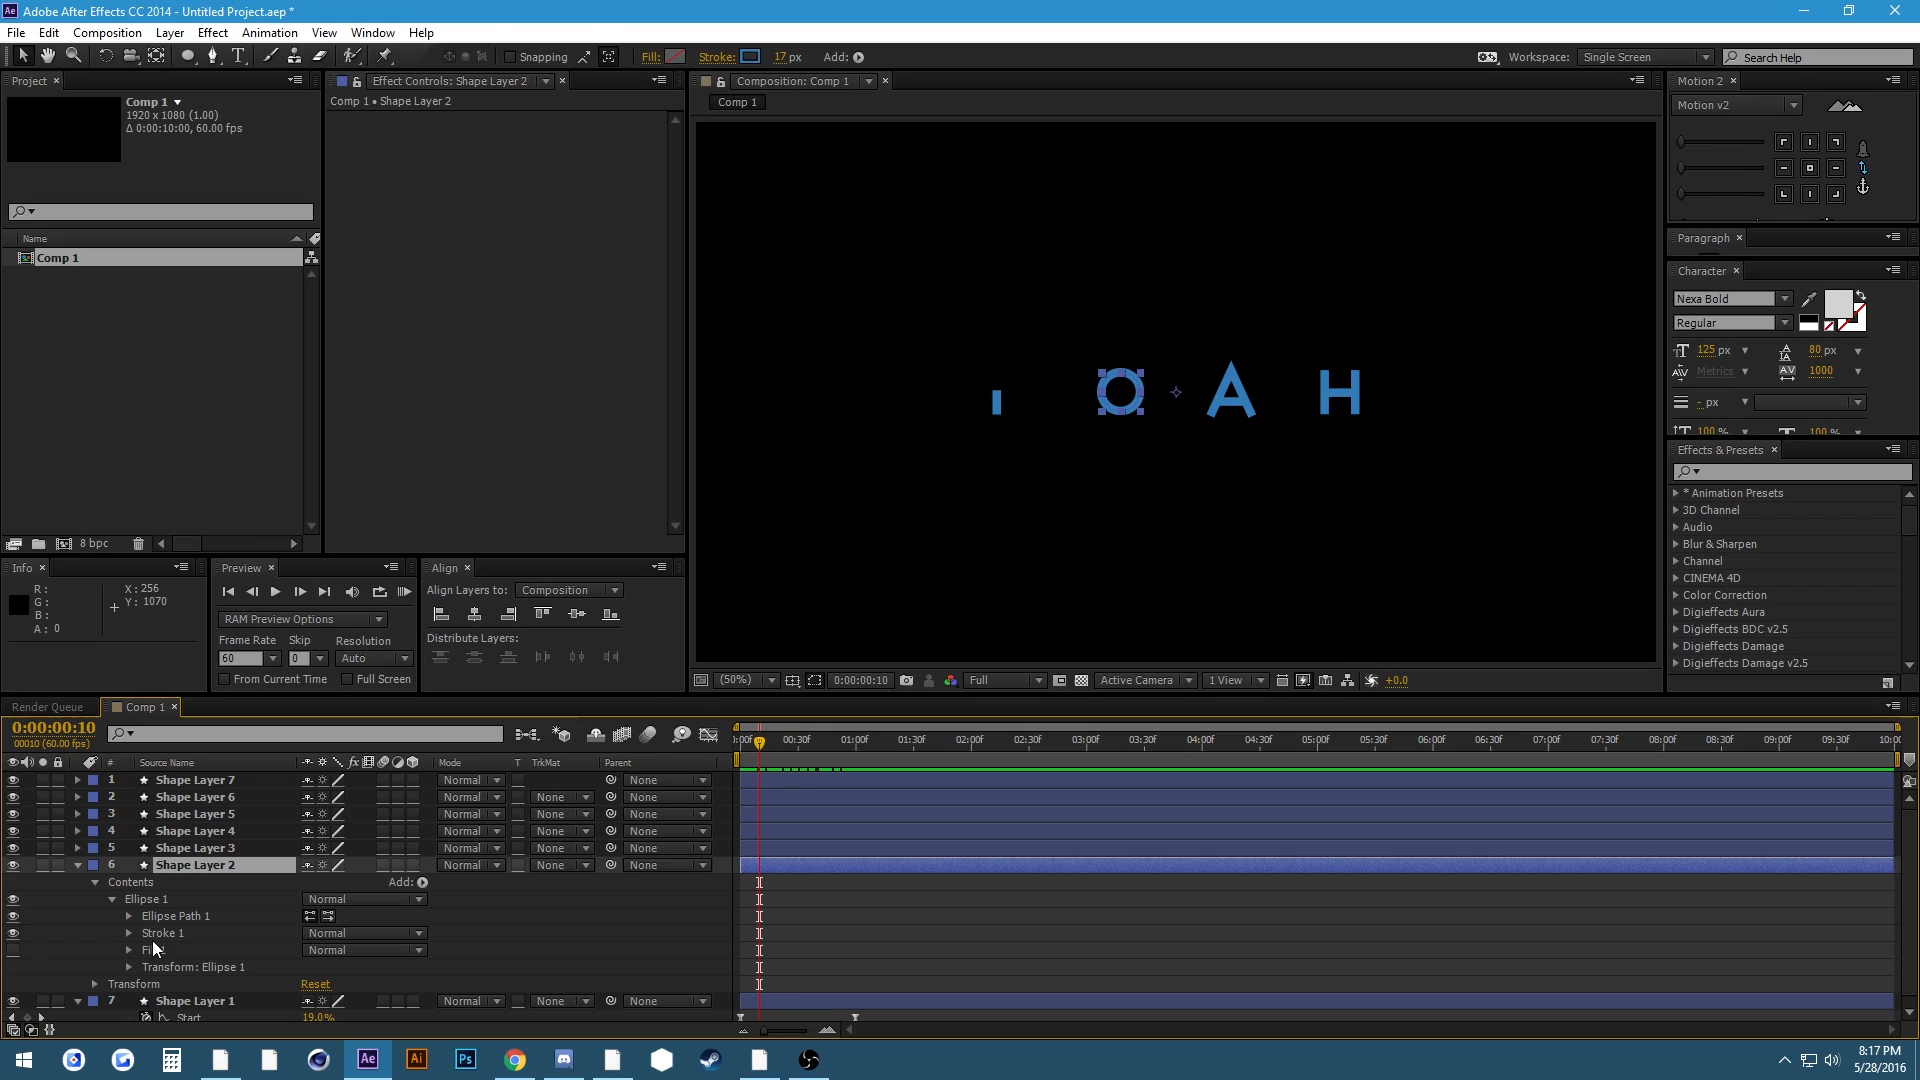 Adobe After Effects CC 2014 - Untitled Project.aep *
File Edit Composition Layer Effect Animation View Window Help
Snapping
Fill: Stroke: 17 px Add:
Workspace: Single Screen
Search Help
Project
Comp 1
1920 x 1080 (1.00)
Δ 0:00:10:00, 60.00 fps
Name
Comp 1
8 bpc
Effect Controls: Shape Layer 2
Comp 1 • Shape Layer 2
Composition: Comp 1
Comp 1
O A H
(50%) 0:00:00:10 Full Active Camera 1 View +0.0
Motion 2
Motion v2
Paragraph
Character
Nexa Bold
Regular
125 px 80 px
Metrics 1000
- px
100 % 100 %
Effects & Presets
* Animation Presets
3D Channel
Audio
Blur & Sharpen
Channel
CINEMA 4D
Color Correction
Digieffects Aura
Digieffects BDC v2.5
Digieffects Damage
Digieffects Damage v2.5
Info
R:
G:
B:
A: 0
X: 256
Y: 1070
Preview
RAM Preview Options
Frame Rate Skip Resolution
60 0 Auto
From Current Time Full Screen
Align
Align Layers to: Composition
Distribute Layers:
Render Queue Comp 1
0:00:00:10
00010 (60.00 fps)
:00f 00:30f 01:00f 01:30f 02:00f 02:30f 03:00f 03:30f 04:00f 04:30f 05:00f 05:30f 06:00f 06:30f 07:00f 07:30f 08:00f 08:30f 09:00f 09:30f 10:00
# Source Name fx Mode T TrkMat Parent
1 Shape Layer 7 Normal None
2 Shape Layer 6 Normal None None
3 Shape Layer 5 Normal None None
4 Shape Layer 4 Normal None None
5 Shape Layer 3 Normal None None
6 Shape Layer 2 Normal None None
Contents Add:
Ellipse 1 Normal
Ellipse Path 1
Stroke 1 Normal
Normal
Transform: Ellipse 1
Transform Reset
7 Shape Layer 1 Normal None None
Start 19.0%
Ae Ai Ps
8:17 PM
5/28/2016